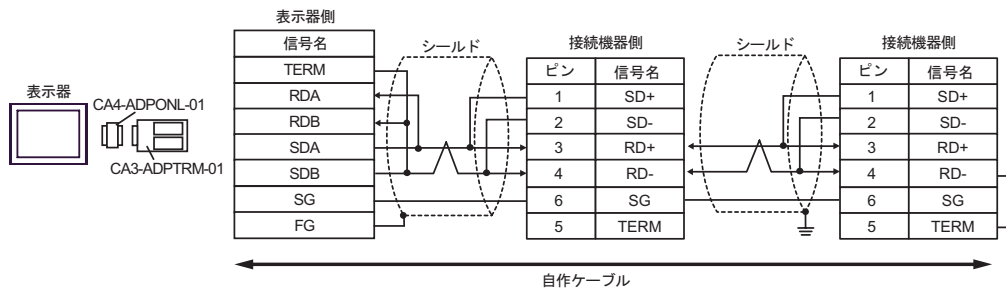 表示器
CA4-ADPONL-01
CA3-ADPTRM-01
表示器側
信号名
TERM
RDA
RDB
SDA
SDB
SG
FG
シールド
接続機器側
ピン 信号名
1 SD+
2 SD-
3 RD+
4 RD-
6 SG
5 TERM
シールド
接続機器側
ピン 信号名
1 SD+
2 SD-
3 RD+
4 RD-
6 SG
5 TERM
自作ケーブル